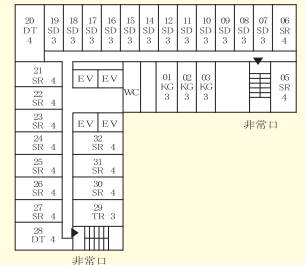 20 19 18 17 16 15 14 12 11 10 09 08 07 06
DT SD SD SD SD SD SD SD SD SD SD SD SD SR
4 3 3 3 3 3 3 3 3 3 3 3 3 4
21
SR 4
22
SR 4
23
SR 4
24
SR 4
25
SR 4
26
SR 4
27
SR 4
28
DT 4
EV EV
WC
01 02 03
KG KG KG
3 3 3
05
SR
4
非常口
EV EV
32
SR 4
31
SR 4
30
SR 4
29
TR 3
非常口